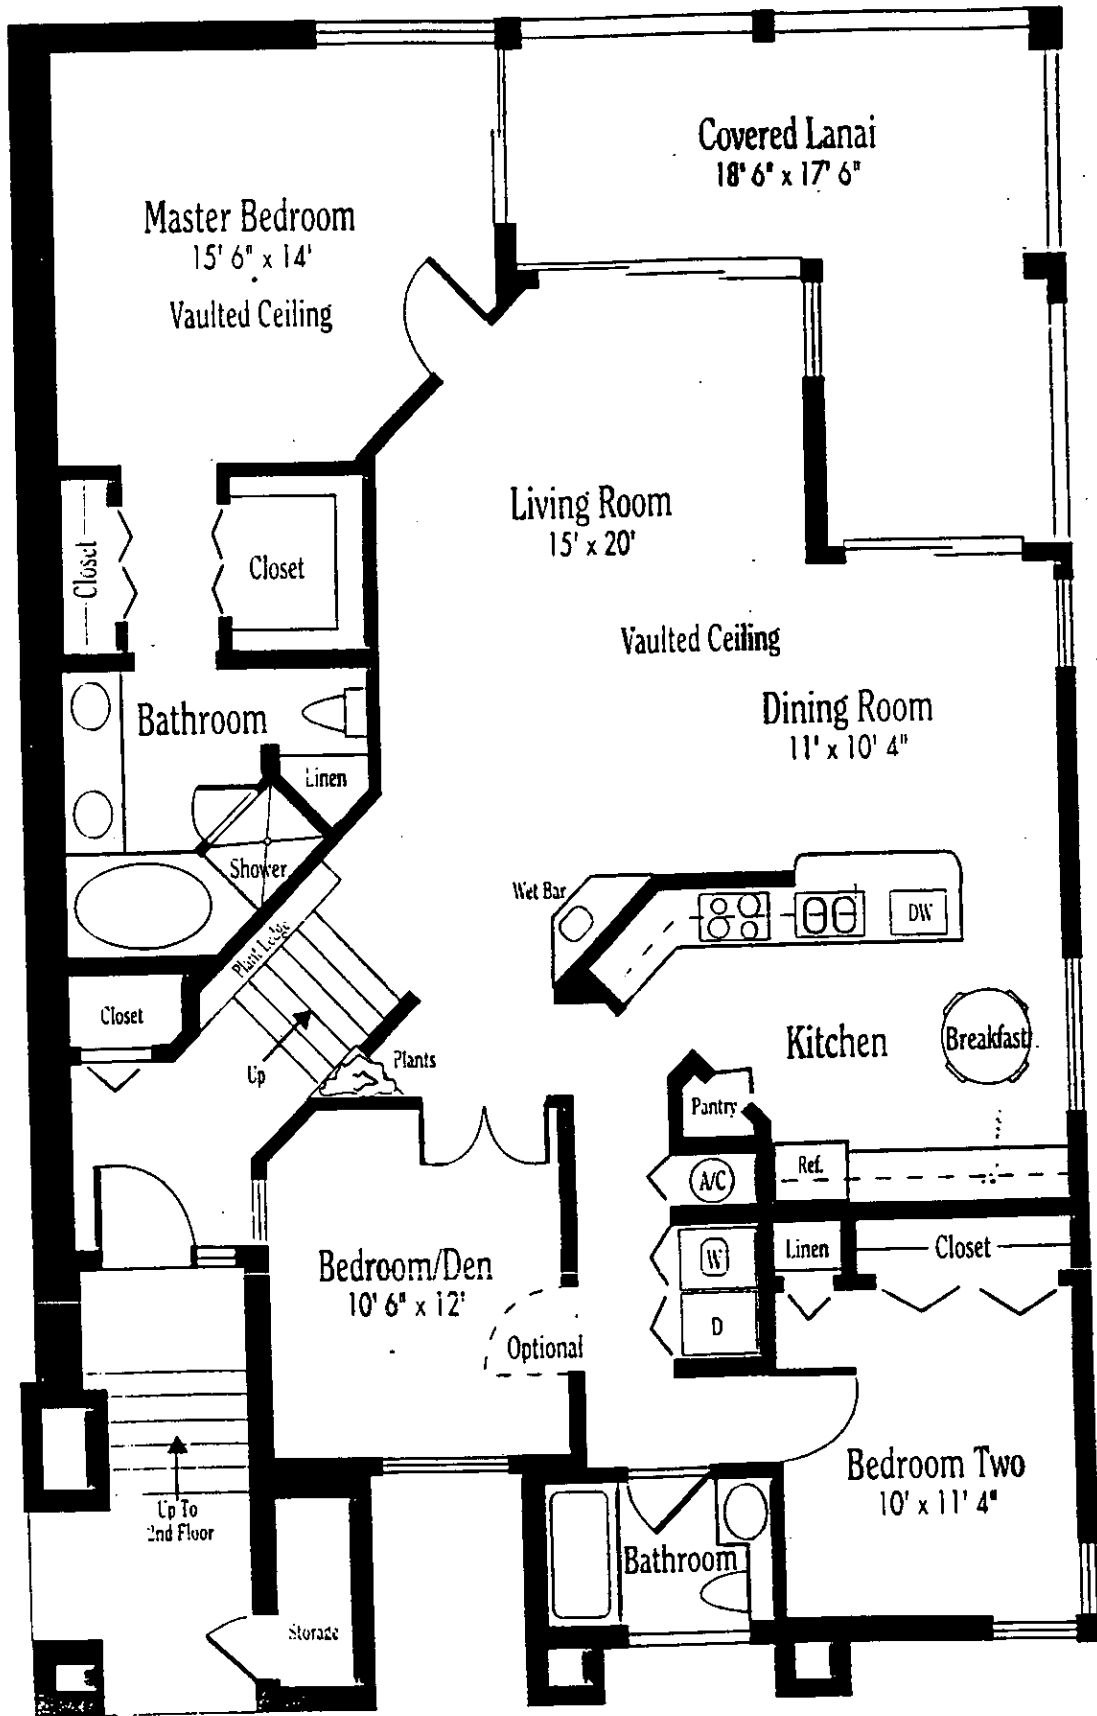 Covered Lanai
18' 6" x 17' 6"
Master Bedroom
15' 6" x 14'
Vaulted Ceiling
Living Room
15' x 20'
Closet
Closet
Vaulted Ceiling
Dining Room
11' x 10' 4"
Bathroom
Linen
Shower
Wet Bar
DW
Plant Ledge
Closet
Up
Plants
Kitchen
Breakfast
Pantry
Ref.
A/C
Bedroom/Den
10' 6" x 12'
W
Linen
Closet
D
Optional
Up To
2nd Floor
Bedroom Two
10' x 11' 4"
Bathroom
Storage